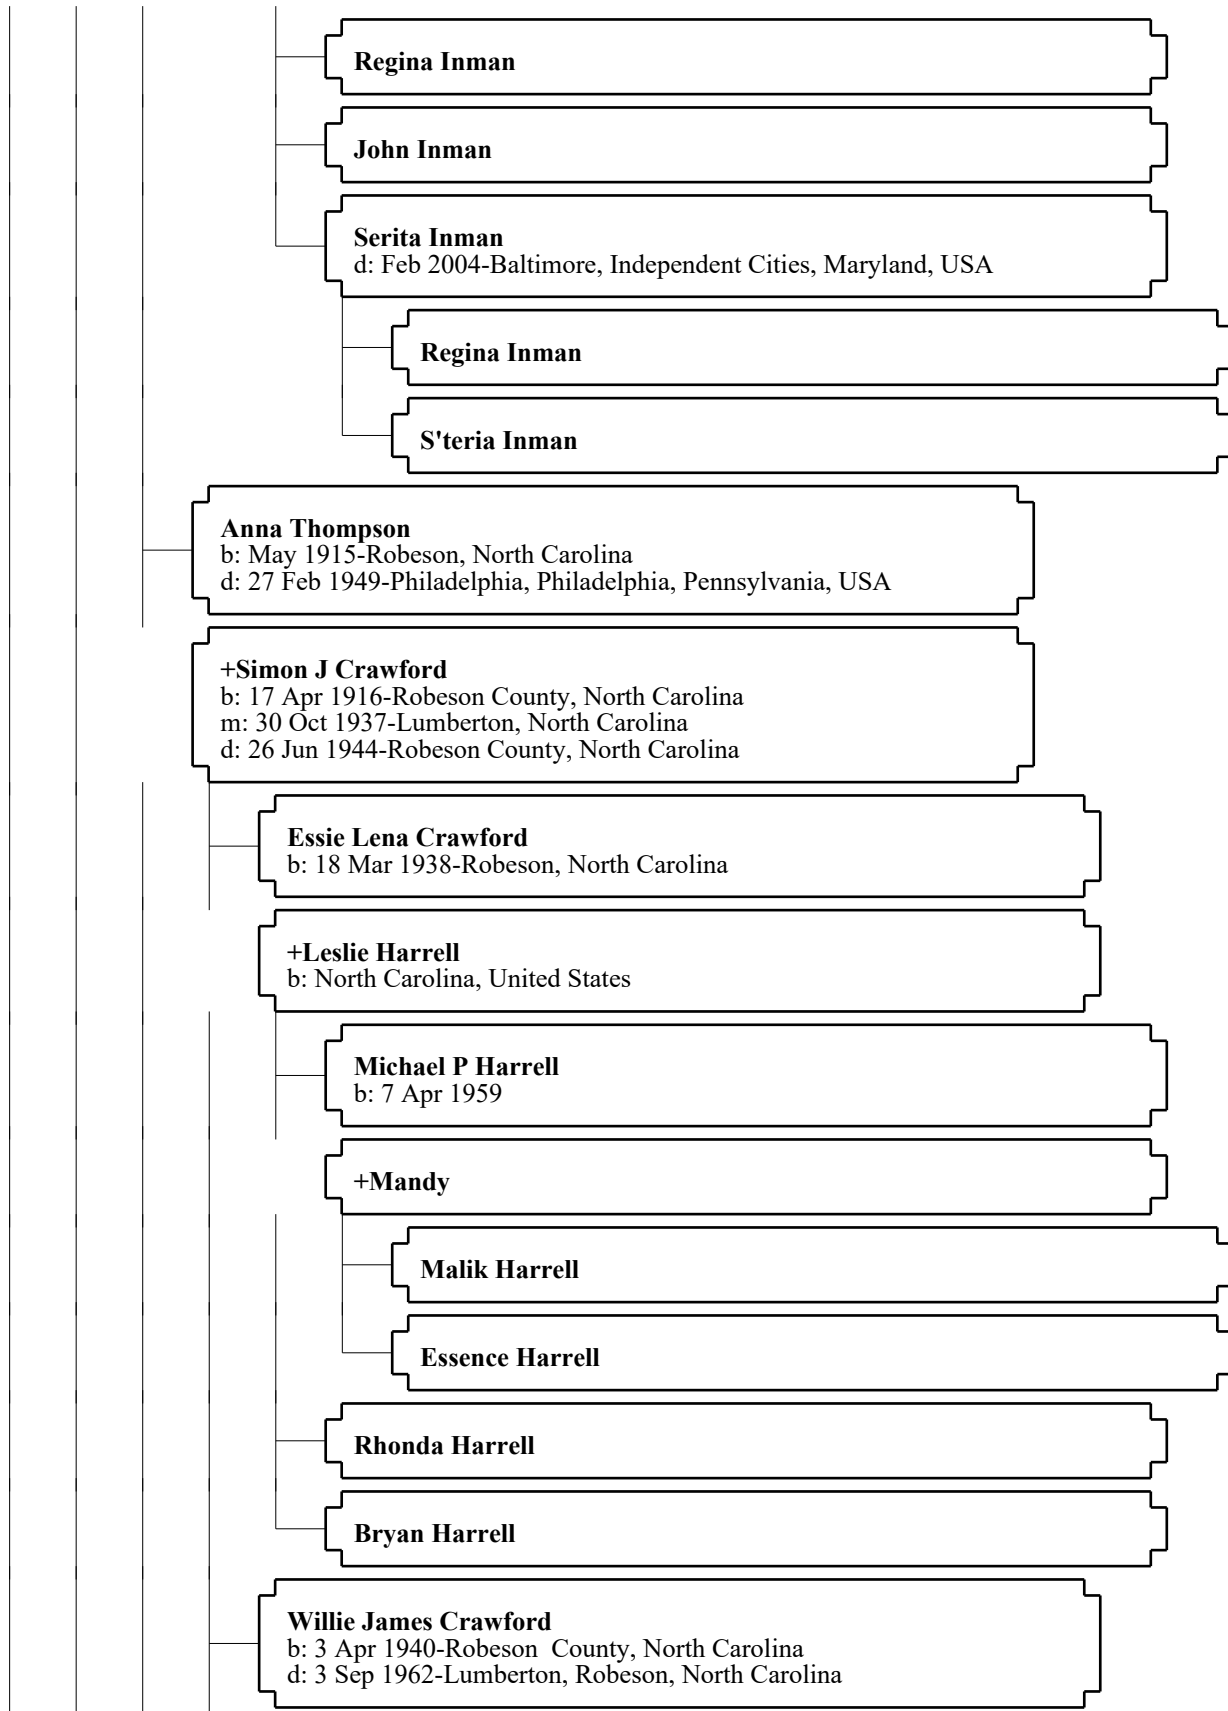 Regina Inman
John Inman
Serita Inman
d: Feb 2004-Baltimore, Independent Cities, Maryland, USA
Regina Inman
S'teria Inman
Anna Thompson
b: May 1915-Robeson, North Carolina
d: 27 Feb 1949-Philadelphia, Philadelphia, Pennsylvania, USA
+Simon J Crawford
b: 17 Apr 1916-Robeson County, North Carolina
m: 30 Oct 1937-Lumberton, North Carolina
d: 26 Jun 1944-Robeson County, North Carolina
Essie Lena Crawford
b: 18 Mar 1938-Robeson, North Carolina
+Leslie Harrell
b: North Carolina, United States
Michael P Harrell
b: 7 Apr 1959
+Mandy
Malik Harrell
Essence Harrell
Rhonda Harrell
Bryan Harrell
Willie James Crawford
b: 3 Apr 1940-Robeson  County, North Carolina
d: 3 Sep 1962-Lumberton, Robeson, North Carolina